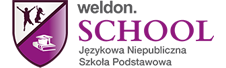 weldon.
SCHOOL
Językowa Niepubliczna
Szkoła Podstawowa